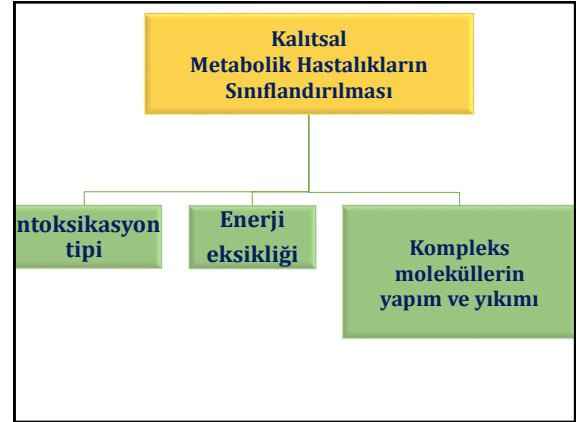 Kalıtsal
Metabolik Hastalıkların
Sınıflandırılması
ntoksikasyon
tipi
Enerji
eksikliği
Kompleks
moleküllerin
yapım ve yıkımı